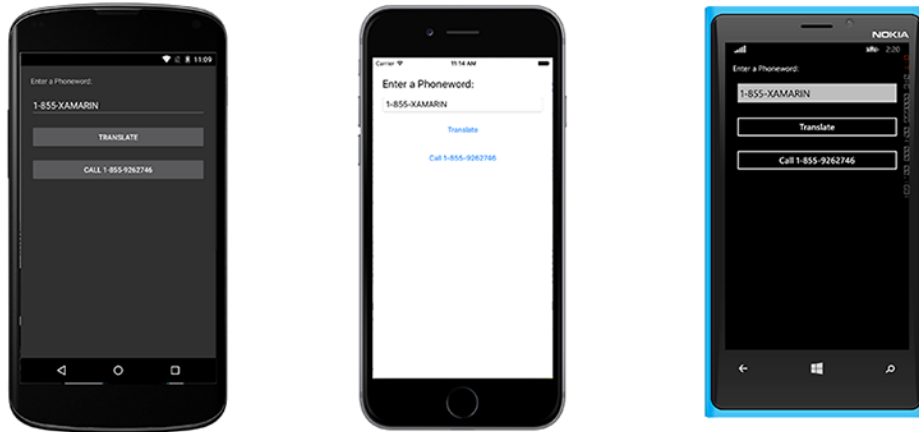 11:09
Enter a Phoneword:
1-855-XAMARIN
TRANSLATE
CALL 1-855-9262746
Carrier 11:14 AM
Enter a Phoneword:
1-855-XAMARIN
Translate
Call 1-855-9262746
NOKIA
2:20
Enter a Phoneword:
1-855-XAMARIN
Translate
Call 1-855-9262746